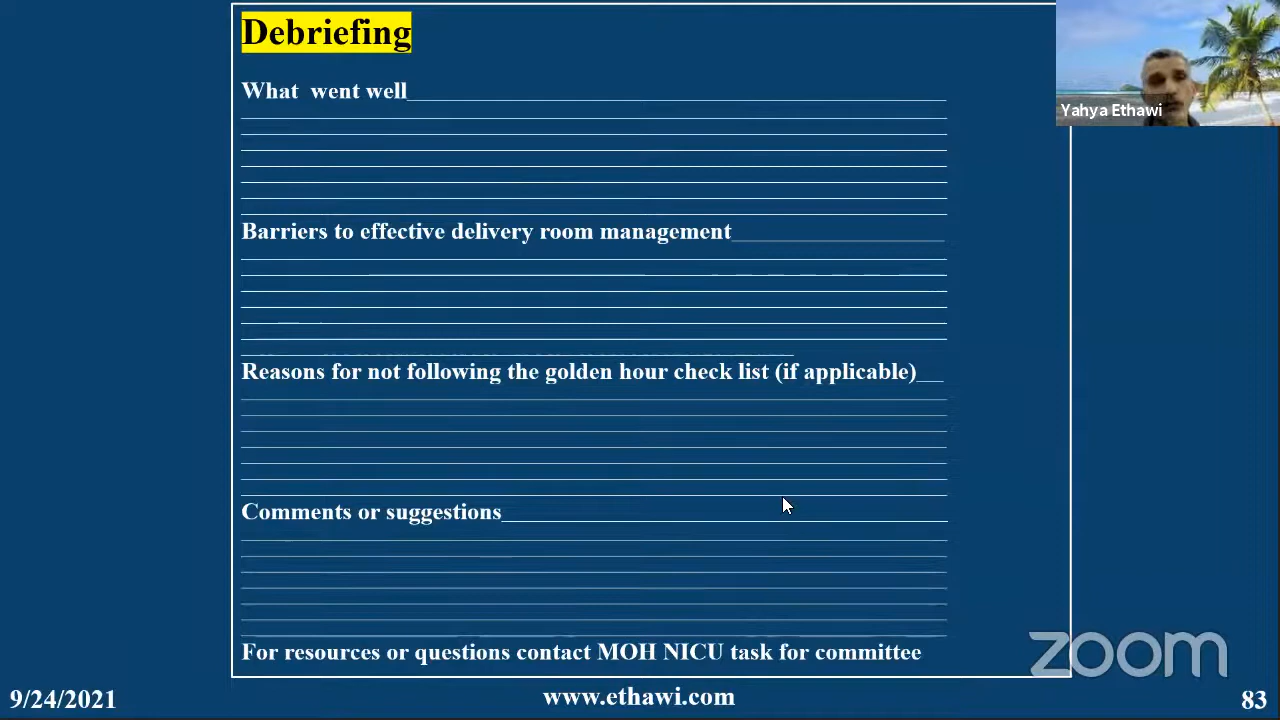 Debriefing
Yahya Ethawi
What went well
Barriers to effective delivery room management
Reasons for not following the golden hour check list (if applicable)
Comments or suggestions
For resources or questions contact MOH NICU task for committee
zoom
9/24/2021
www.ethawi.com
83